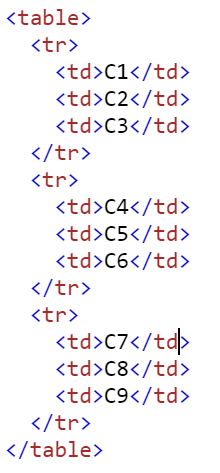 <table>
<tr>
<td>C1</td>
<td>C2</td>
<td>C3</td>
</tr>
<tr>
<td>C4</td>
<td>C5</td>
<td>C6</td>
</tr>
<tr>
<td>C7</td>
<td>C8</td>
<td>C9</td>
</tr>
</table>